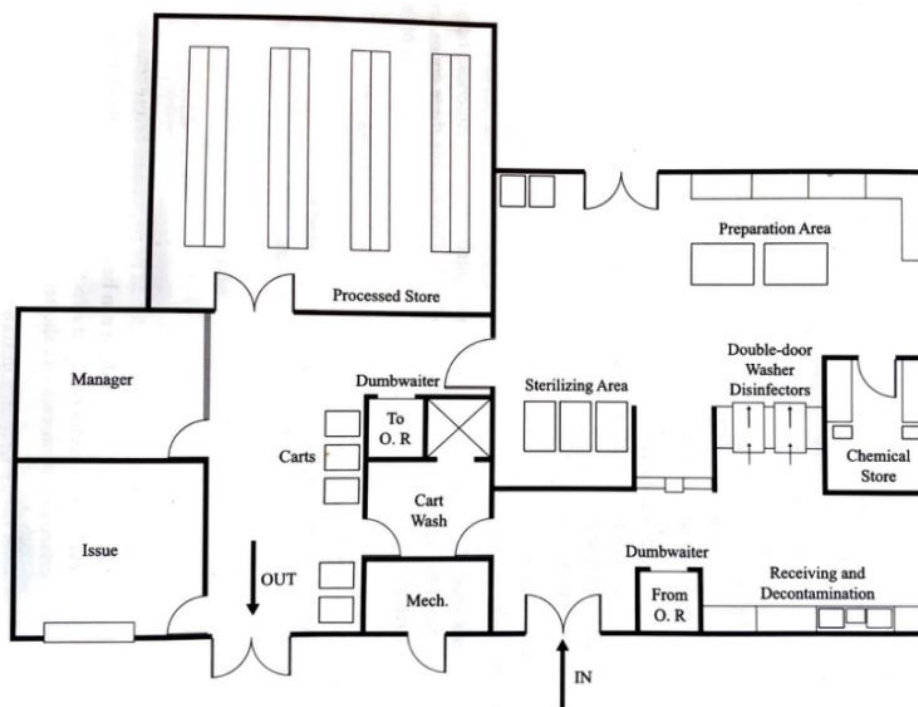 Preparation Area
Processed Store
Manager
Dumbwaiter
To
O. R
Sterilizing Area
Double-door
Washer
Disinfectors
Carts
Chemical
Store
Cart
Wash
Issue
OUT
Dumbwaiter
From
O. R
Receiving and
Decontamination
Mech.
IN